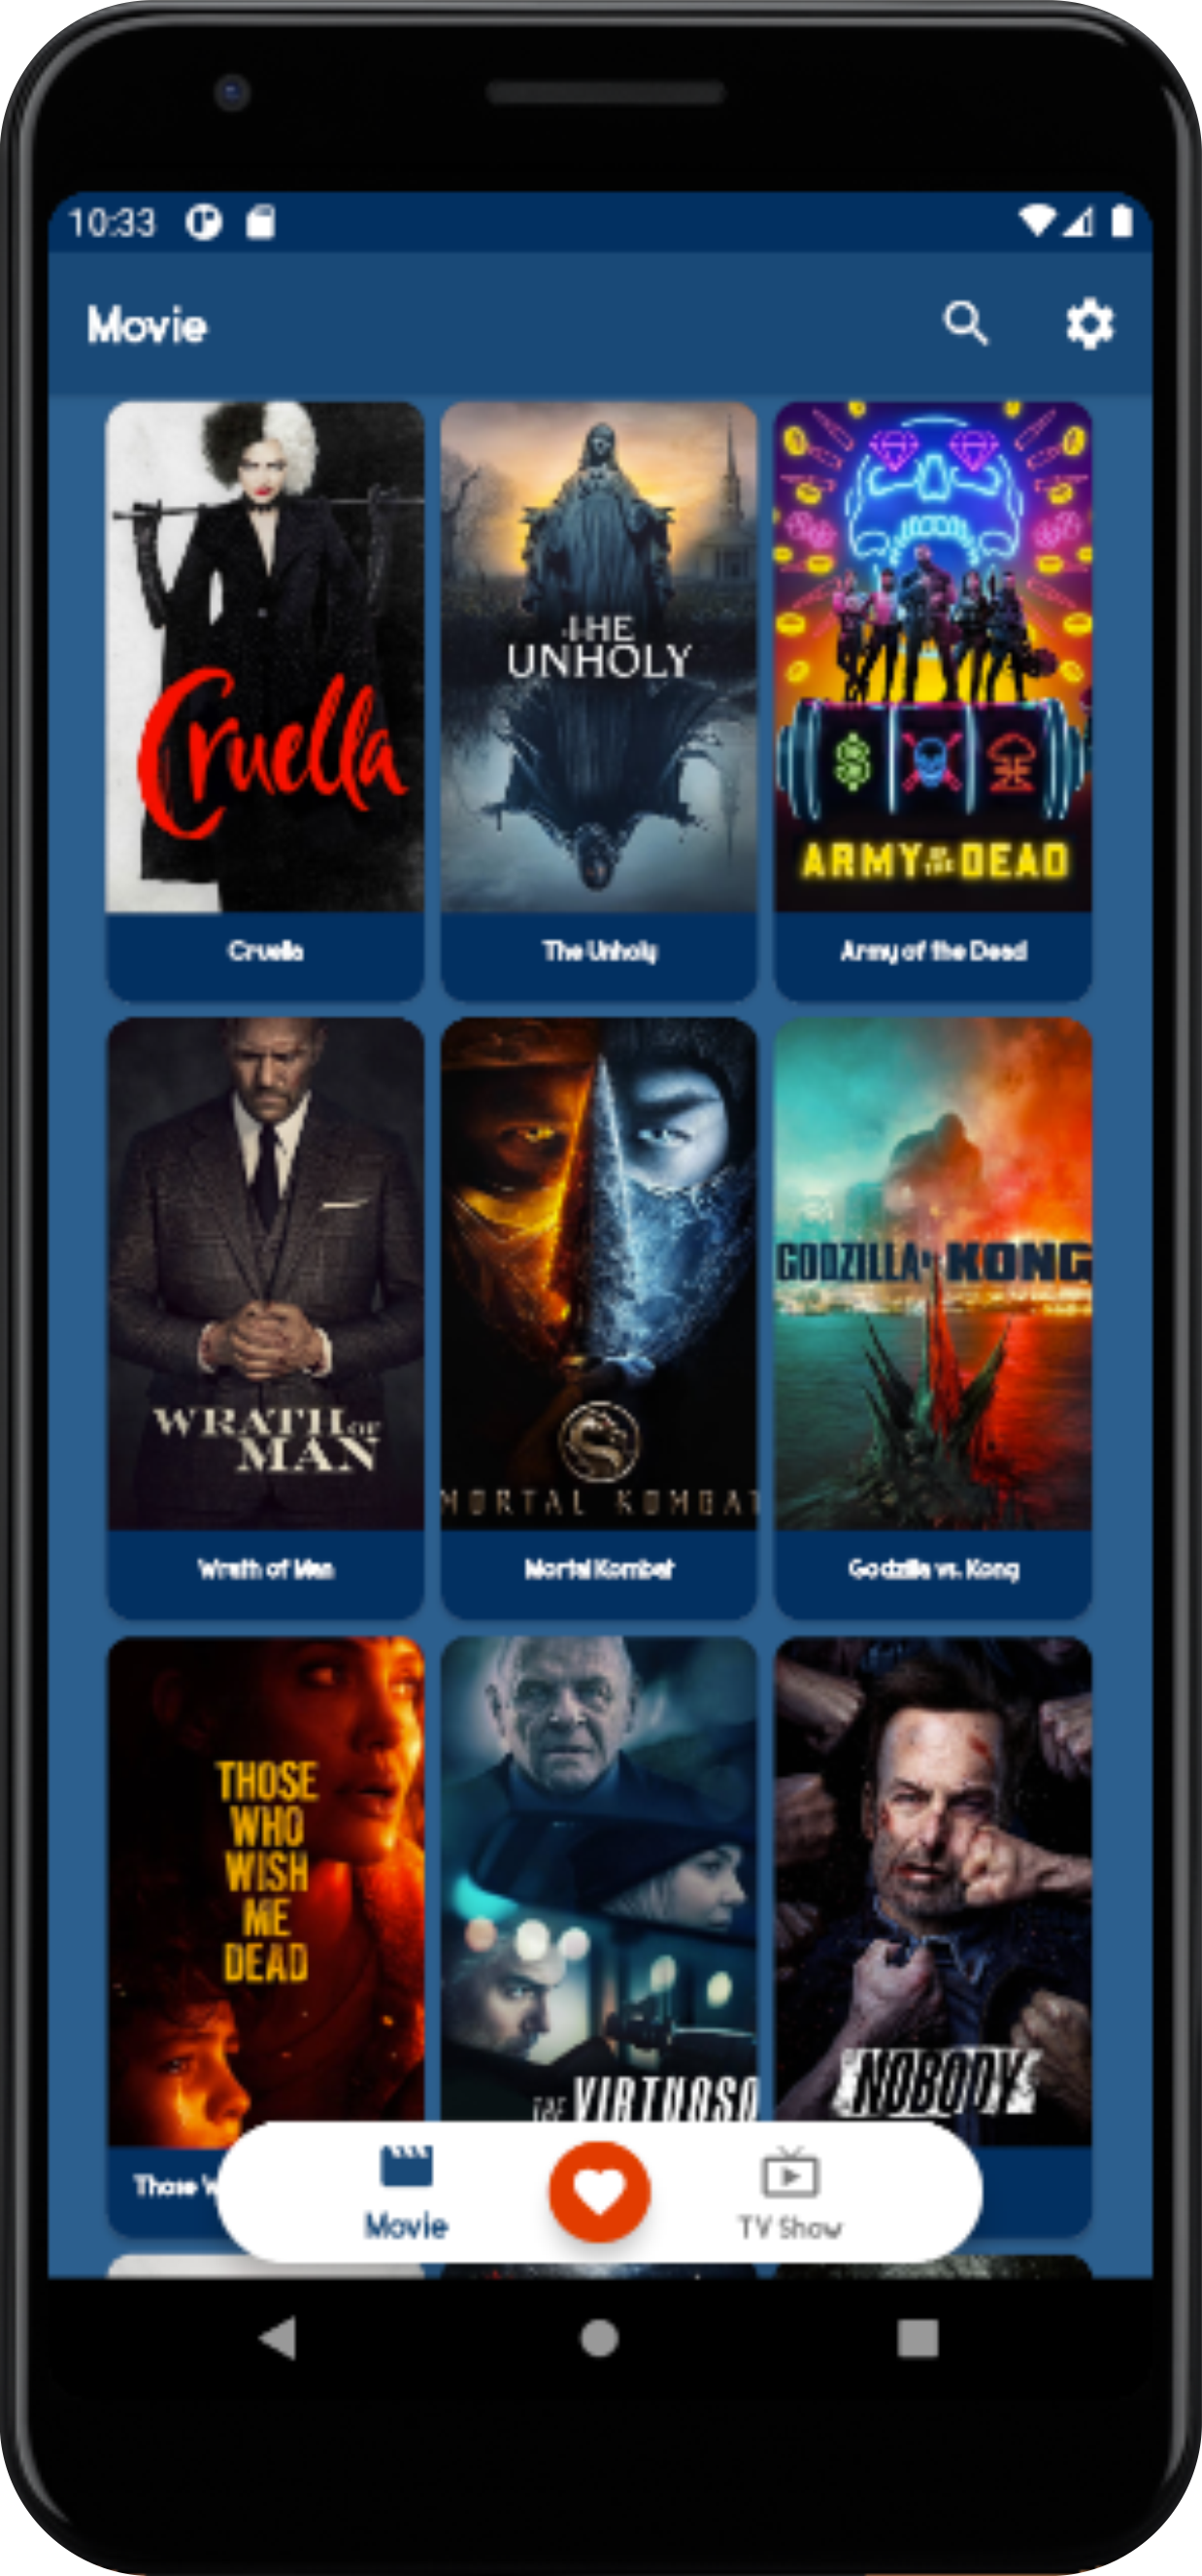 10:33
Movie
Cruella
THE
UNHOLY
ARMY OF THE DEAD
Cruella
The Unholy
Army of the Dead
WRATH OF
MAN
MORTAL KOMBAT
GODZILLA VS KONG
Wrath of Man
Mortal Kombat
Godzilla vs. Kong
THOSE
WHO
WISH
ME
DEAD
THE VIRTUOSO
NOBODY
Those W
Movie
TV Show